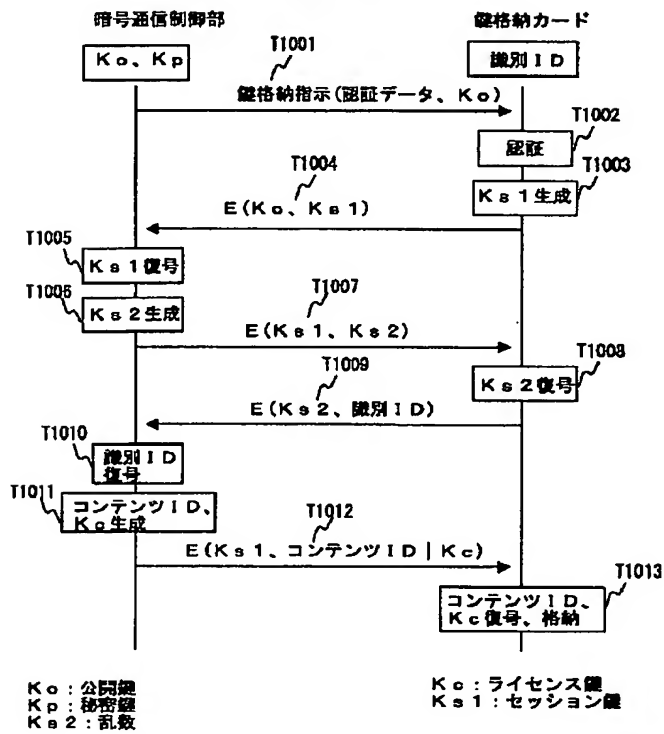 暗号通信制御部
鍵格納カード
T1001
Ko、Kp
識別ID
鍵格納指示(認証データ、Ko)
T1002
認証
T1004
T1003
Ks1生成
E(Ko、Ks1)
T1005
Ks1復号
T1006
T1007
Ks2生成
E(Ks1、Ks2)
T1008
T1009
Ks2復号
E(Ks2、識別ID)
T1010
識別ID
復号
T1011
コンテンツID、
Kc生成
T1012
E(Ks1、コンテンツID|Kc)
T1013
コンテンツID、
Kc復号、格納
Ko:公開鍵
Kp:秘密鍵
Ks2:乱数
Kc:ライセンス鍵
Ks1:セッション鍵